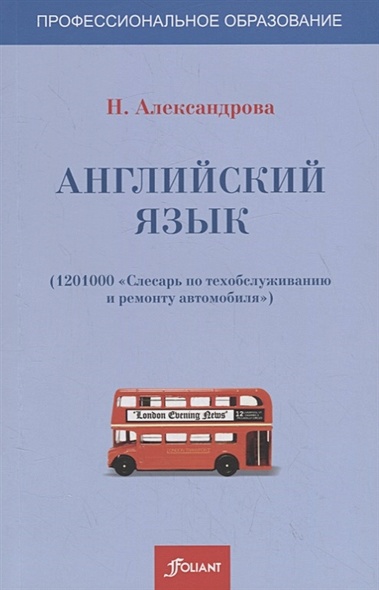 ПРОФЕССИОНАЛЬНОЕ ОБРАЗОВАНИЕ
Н. Александрова
АНГЛИЙСКИЙ
ЯЗЫК
(1201000 «Слесарь по техобслуживанию
и ремонту автомобиля»)
"London Evening News"
12
FOLIANT